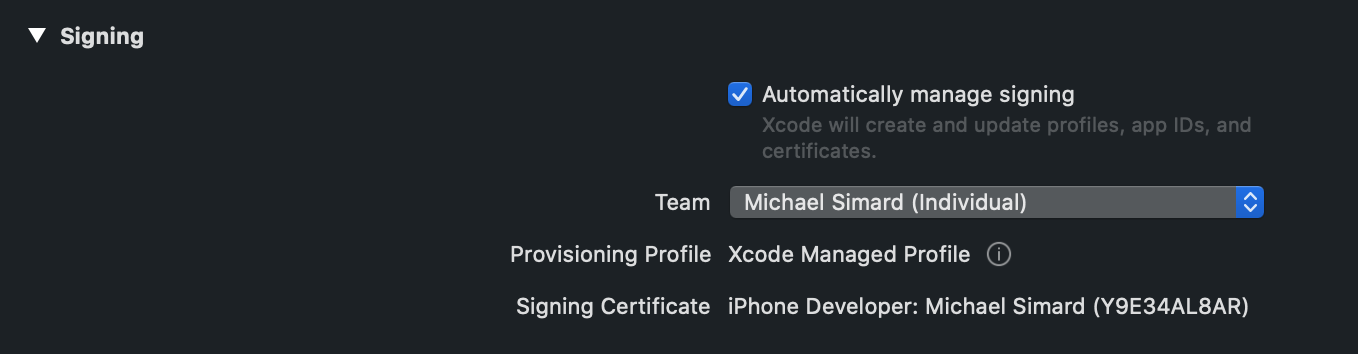 Signing
Automatically manage signing
Xcode will create and update profiles, app IDs, and
certificates.
Team Michael Simard (Individual)
Provisioning Profile Xcode Managed Profile
Signing Certificate iPhone Developer: Michael Simard (Y9E34AL8AR)